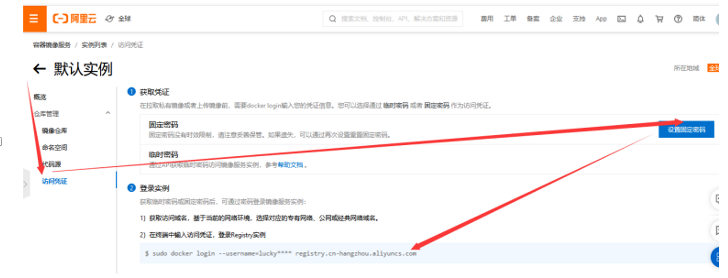 阿里云 全球 搜索文档、控制台、API、解决方案和资源 费用 工单 备案 企业 支持 App 简体
容器镜像服务 / 实例列表 / 访问凭证
← 默认实例 所在地域
概览
仓库管理
镜像仓库
命名空间
代码源
访问凭证
1 获取凭证
在拉取私有镜像或者上传镜像前，需要docker login输入您的凭证信息。您可以选择通过 临时密码 或者 固定密码 作为访问凭证。
固定密码
固定密码没有时效限制，请注意妥善保管。如果遗失，可以通过再次设置重置固定密码。
设置固定密码
临时密码
通过API获取临时密码访问镜像服务实例，参考帮助文档 。
2 登录实例
获取临时密码或固定密码后，可通过密码登录镜像服务实例：
1) 获取访问域名，基于当前的网络环境，选择对应的专有网络、公网或经典网络域名。
2) 在终端中输入访问凭证，登录Registry实例
$ sudo docker login --username=lucky**** registry.cn-hangzhou.aliyuncs.com